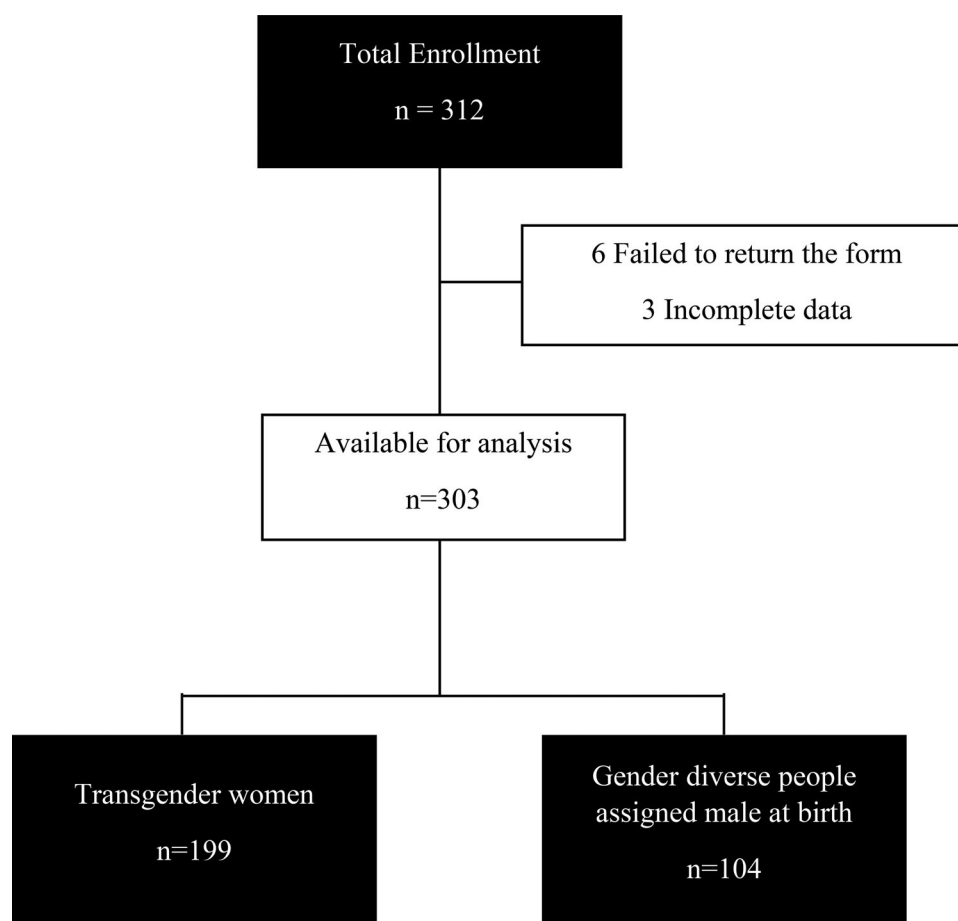 Total Enrollment
n = 312
6 Failed to return the form
3 Incomplete data
Available for analysis
n=303
Transgender women
n=199
Gender diverse people
assigned male at birth
n=104